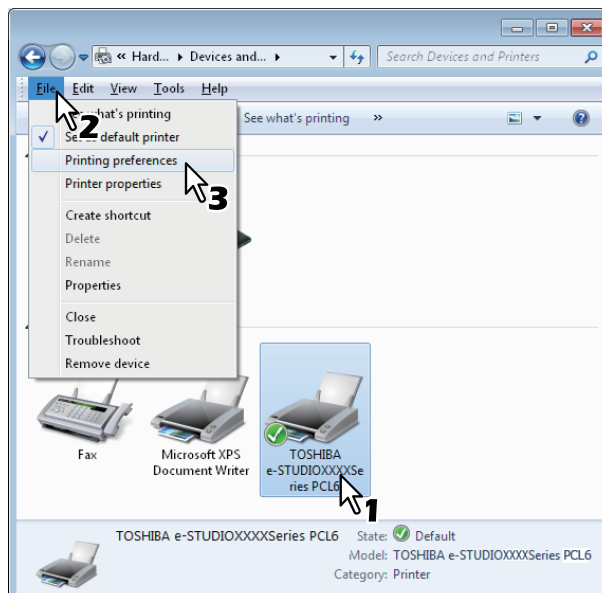 « Hard... ▸ Devices and... ▸
Search Devices and Printers
File Edit View Tools Help
2
See what's printing
See what's printing »
Set as default printer
Printing preferences
3
Printer properties
Create shortcut
Delete
Rename
Properties
Close
Troubleshoot
Remove device
Fax
Microsoft XPS
Document Writer
TOSHIBA
e-STUDIOXXXXSe
ries PCL6
1
TOSHIBA e-STUDIOXXXXSeries PCL6
State: Default
Model: TOSHIBA e-STUDIOXXXXSeries PCL6
Category: Printer